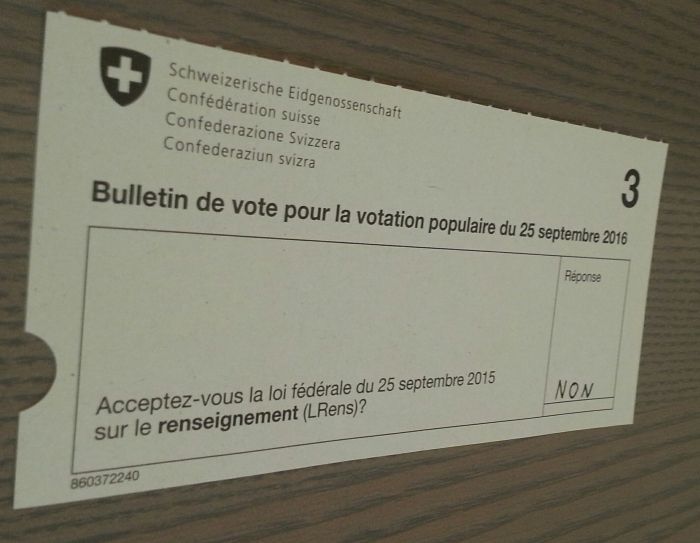 Schweizerische Eidgenossenschaft
Confédération suisse
Confederazione Svizzera
Confederaziun svizra
3
Bulletin de vote pour la votation populaire du 25 septembre 2016
Réponse
Acceptez-vous la loi fédérale du 25 septembre 2015
sur le renseignement (LRens)?
NON
860372240